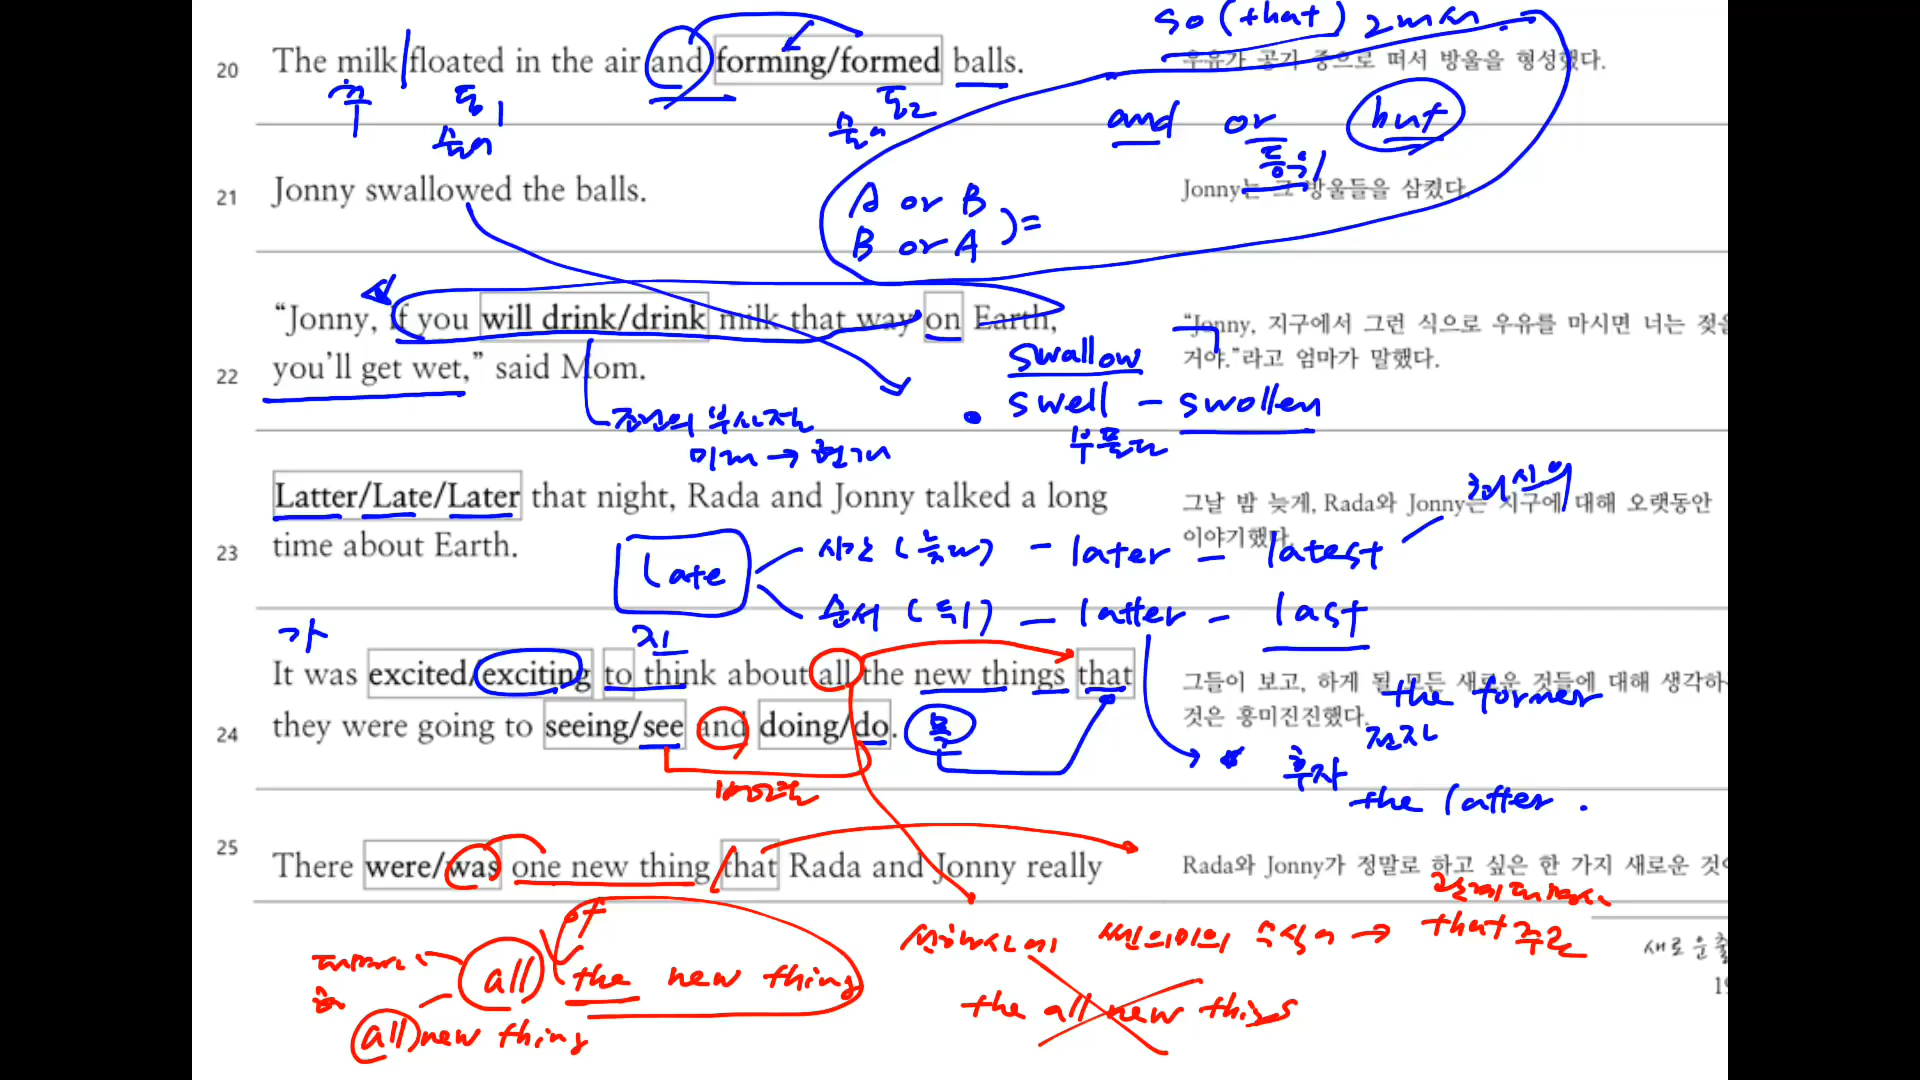 so (that)
20 The milk floated in the air and forming/formed balls.
우유가 공기 중으로 떠서 방울을 형성했다.
주 동1 동2
and or but
21 Jonny swallowed the balls.
Jonny는 그 방울들을 삼켰다.
A or B
B or A ) =
“Jonny, if you will drink/drink milk that way on Earth,
“Jonny, 지구에서 그런 식으로 우유를 마시면 너는 젖을
22 you’ll get wet,” said Mom.
거야.”라고 엄마가 말했다.
swallow
swell – swollen
부풀다
조건의 부사절
미래 → 현재
Latter/Late/Later that night, Rada and Jonny talked a long
그날 밤 늦게, Rada와 Jonny는 지구에 대해 오랫동안
최신의
23 time about Earth.
이야기했다.
late
시간 (늦게) – later – latest
순서 (뒤) – latter – last
가 진
It was excited/exciting to think about all the new things that
그들이 보고, 하게 될 모든 새로운 것들에 대해 생각하
the former
24 they were going to seeing/see and doing/do.
것은 흥미진진했다.
전자
후자
the latter .
25 There were/was one new thing that Rada and Jonny really
Rada와 Jonny가 정말로 하고 싶은 한 가지 새로운 것
of
all the new thing
all new thing
that
the all new things
새로운
19